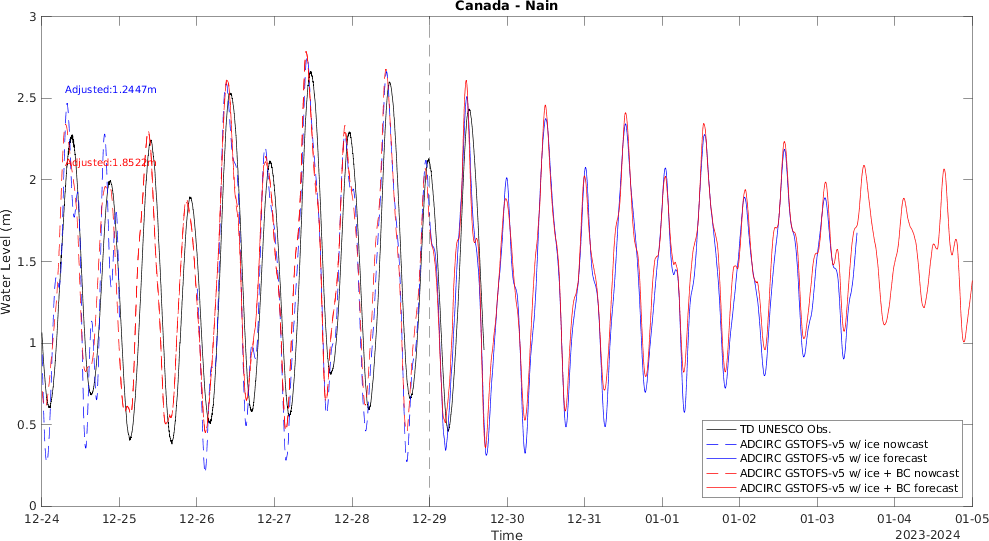 Canada - Nain
Water Level (m)
3
2.5
2
1.5
1
0.5
0
Adjusted:1.2447m
Adjusted:1.8522m
TD UNESCO Obs.
ADCIRC GSTOFS-v5 w/ ice nowcast
ADCIRC GSTOFS-v5 w/ ice forecast
ADCIRC GSTOFS-v5 w/ ice + BC nowcast
ADCIRC GSTOFS-v5 w/ ice + BC forecast
12-24 12-25 12-26 12-27 12-28 12-29 12-30 12-31 01-01 01-02 01-03 01-04 01-05
Time
2023-2024